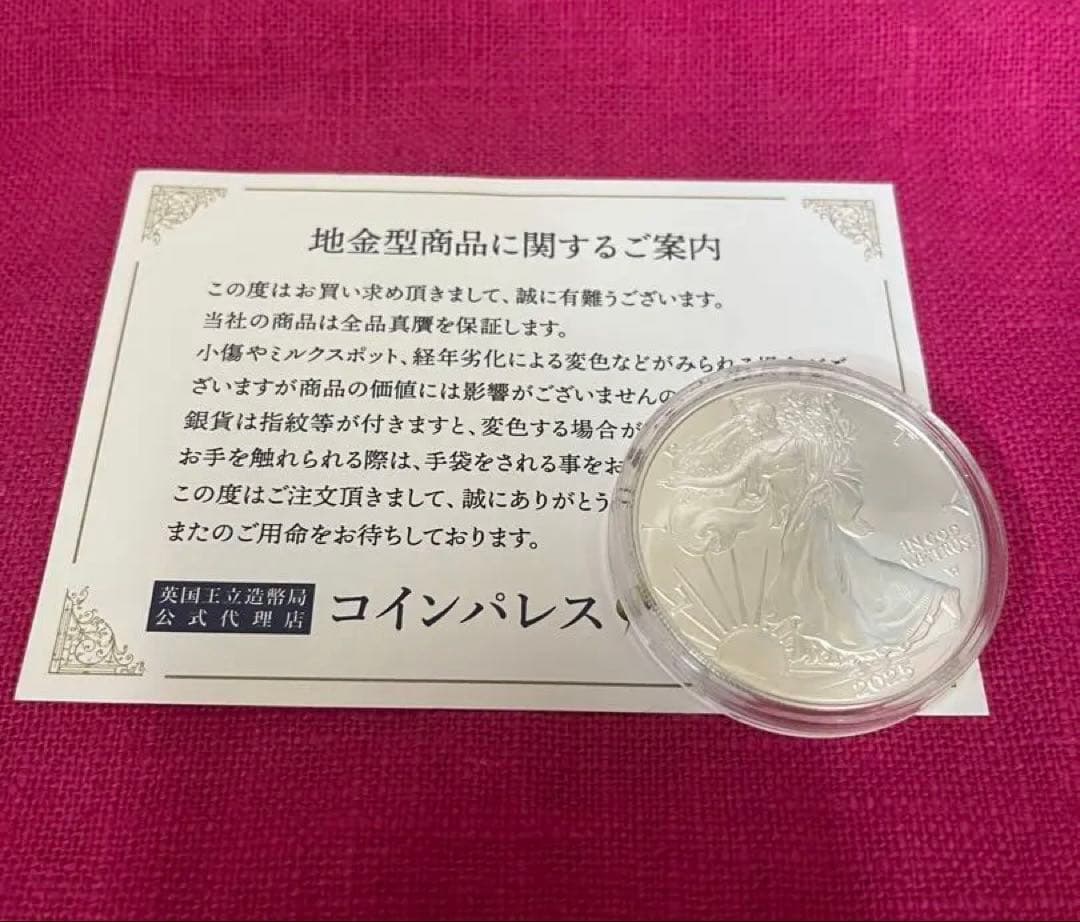 地金型商品に関するご案内
この度はお買い求め頂きまして、誠に有難うございます。
当社の商品は全品真贋を保証します。
小傷やミルクスポット、経年劣化による変色などがみられる場合がご
ざいますが商品の価値には影響がございませんの
銀貨は指紋等が付きますと、変色する場合が
お手を触れられる際は、手袋をされる事をお
この度はご注文頂きまして、誠にありがとう
またのご用命をお待ちしております。
英国王立造幣局
公式代理店
コインパレス
L I E R T Y
IN GOD
WE TRUST
2025